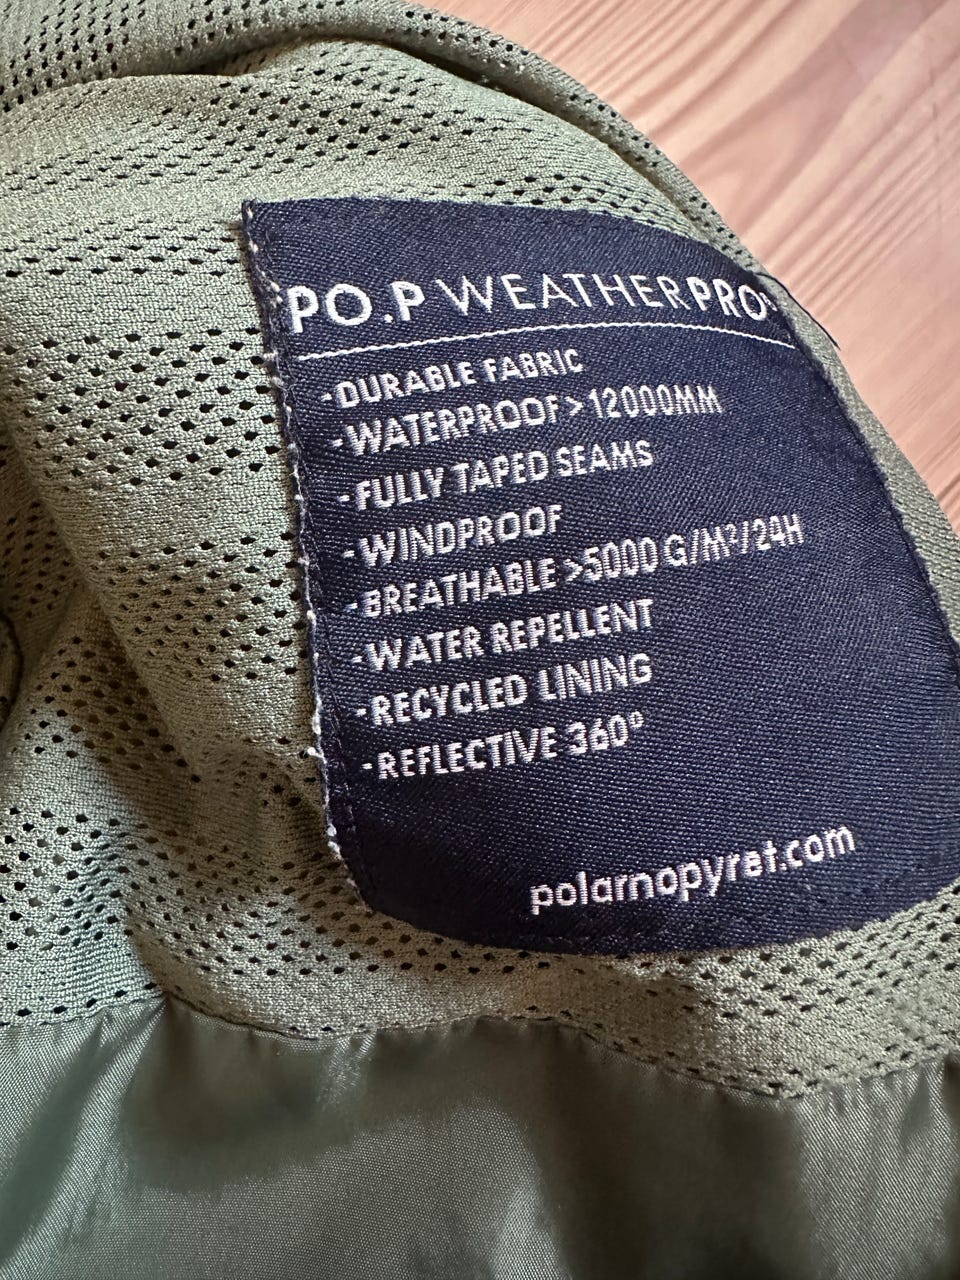 PO.P WEATHERPRO®
-DURABLE FABRIC
-WATERPROOF>12000MM
-FULLY TAPED SEAMS
-WINDPROOF
-BREATHABLE>5000 G/M²/24H
-WATER REPELLENT
-RECYCLED LINING
-REFLECTIVE 360°
polarnopyret.com